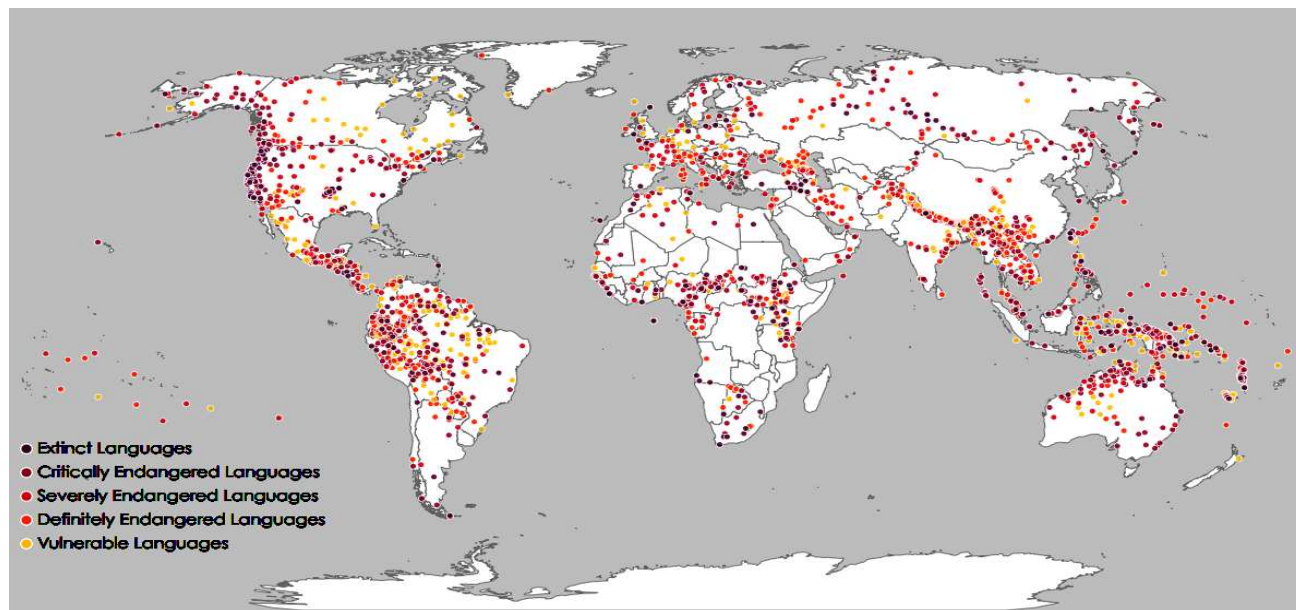 Extinct Languages
Critically Endangered Languages
Severely Endangered Languages
Definitely Endangered Languages
Vulnerable Languages